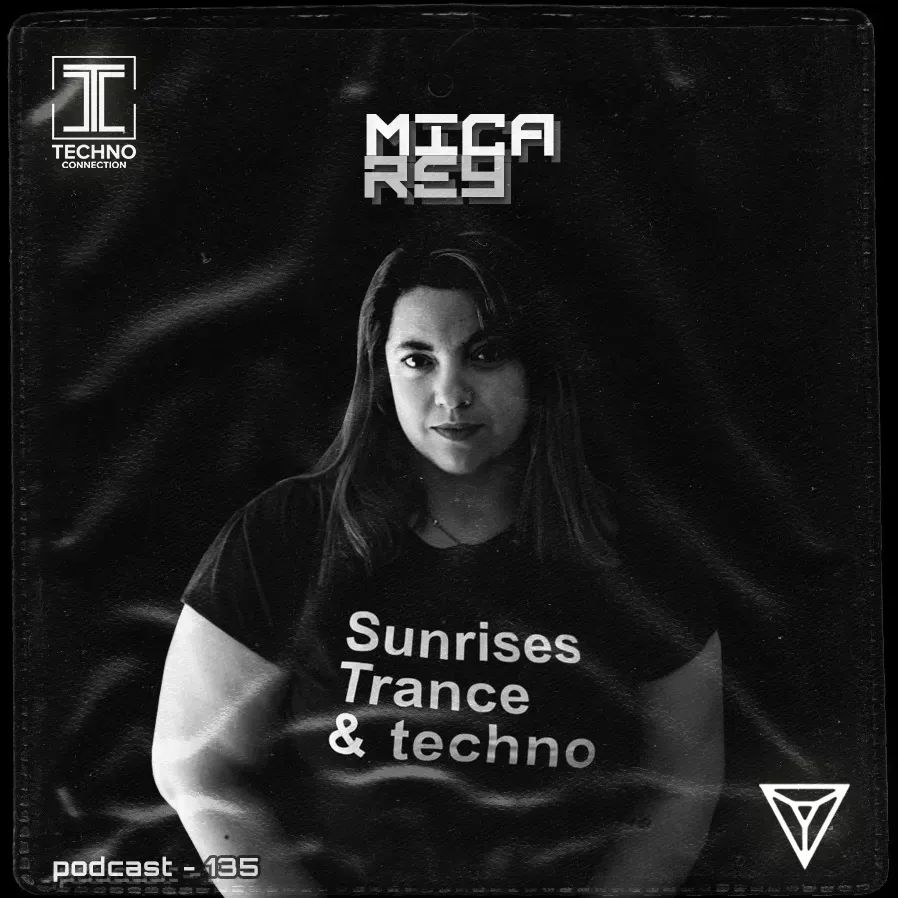 TECHNO
CONNECTION
MICA
REY
Sunrises
Trance
& techno
podcast - 135